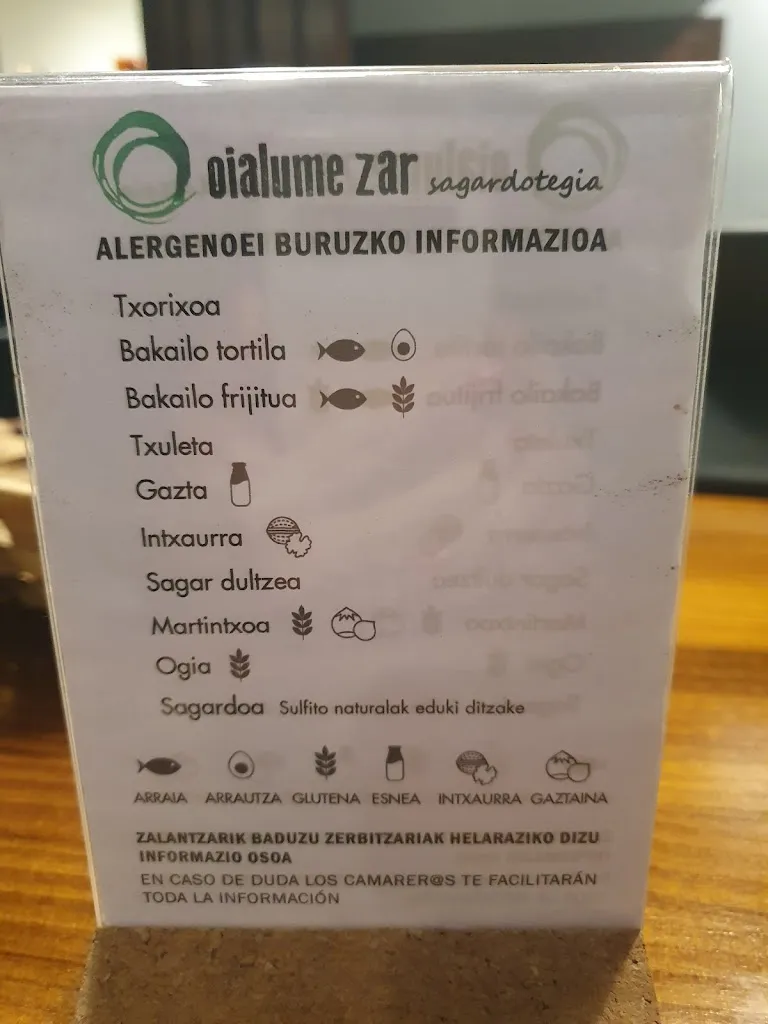 oialume zar sagardotegia
ALERGENOEI BURUZKO INFORMAZIOA
Txorixoa
Bakailo tortila
Bakailo frijitua
Txuleta
Gazta
Intxaurra
Sagar dultzea
Martintxoa
Ogia
Sagardoa Sulfito naturalak eduki ditzake
ARRAIA ARRAUTZA GLUTENA ESNEA INTXAURRA GAZTAINA
ZALANTZARIK BADUZU ZERBITZARIAK HELARAZIKO DIZU
INFORMAZIO OSOA
EN CASO DE DUDA LOS CAMARER@S TE FACILITARÁN
TODA LA INFORMACIÓN